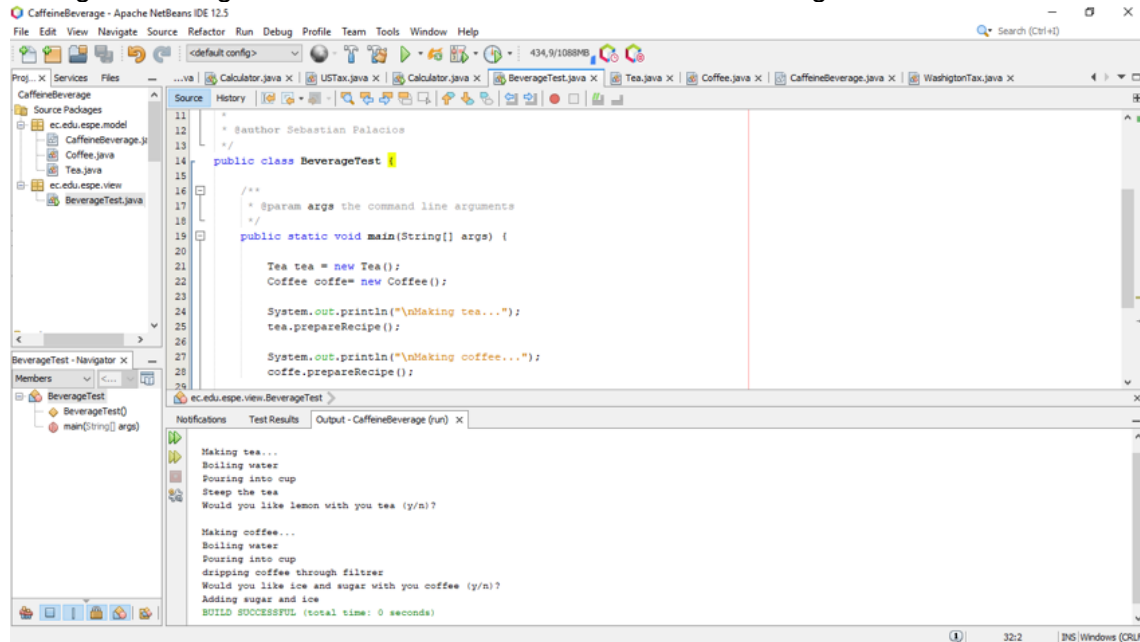 CaffeineBeverage - Apache NetBeans IDE 12.5
File Edit View Navigate Source Refactor Run Debug Profile Team Tools Window Help
Search (Ctrl+I)
<default config>
434,9/1088MB
Proj... X Services Files
...va Calculator.java X USTax.java X Calculator.java X BeverageTest.java X Tea.java X Coffee.java X CaffeineBeverage.java X WashigtonTax.java X
CaffeineBeverage
Source Packages
ec.edu.espe.model
CaffeineBeverage.ja
Coffee.java
Tea.java
ec.edu.espe.view
BeverageTest.java
Source History
11 *
12 * @author Sebastian Palacios
13 */
14 public class BeverageTest {
15
16 /**
17 * @param args the command line arguments
18 */
19 public static void main(String[] args) {
20
21 Tea tea = new Tea();
22 Coffee coffe= new Coffee();
23
24 System.out.println("\nMaking tea...");
25 tea.prepareRecipe();
26
27 System.out.println("\nMaking coffee...");
28 coffe.prepareRecipe();
29
ec.edu.espe.view.BeverageTest
BeverageTest - Navigator X
Members <...
BeverageTest
BeverageTest()
main(String[] args)
Notifications Test Results Output - CaffeineBeverage (run) X
Making tea...
Boiling water
Pouring into cup
Steep the tea
Would you like lemon with you tea (y/n)?
Making coffee...
Boiling water
Pouring into cup
dripping coffee through filtrer
Would you like ice and sugar with you coffee (y/n)?
Adding sugar and ice
BUILD SUCCESSFUL (total time: 0 seconds)
1 32:2 INS Windows (CRLF